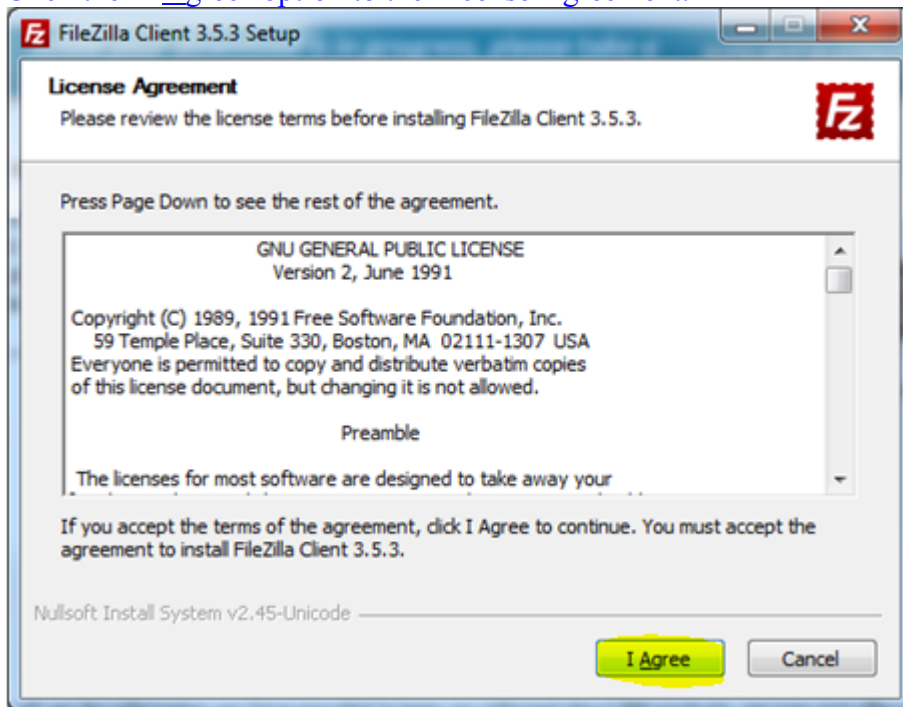 FileZilla Client 3.5.3 Setup
License Agreement
Please review the license terms before installing FileZilla Client 3.5.3.
Fz
Press Page Down to see the rest of the agreement.
GNU GENERAL PUBLIC LICENSE
Version 2, June 1991
Copyright (C) 1989, 1991 Free Software Foundation, Inc.
59 Temple Place, Suite 330, Boston, MA 02111-1307 USA
Everyone is permitted to copy and distribute verbatim copies
of this license document, but changing it is not allowed.
Preamble
The licenses for most software are designed to take away your
If you accept the terms of the agreement, click I Agree to continue. You must accept the
agreement to install FileZilla Client 3.5.3.
Nullsoft Install System v2.45-Unicode
I Agree
Cancel